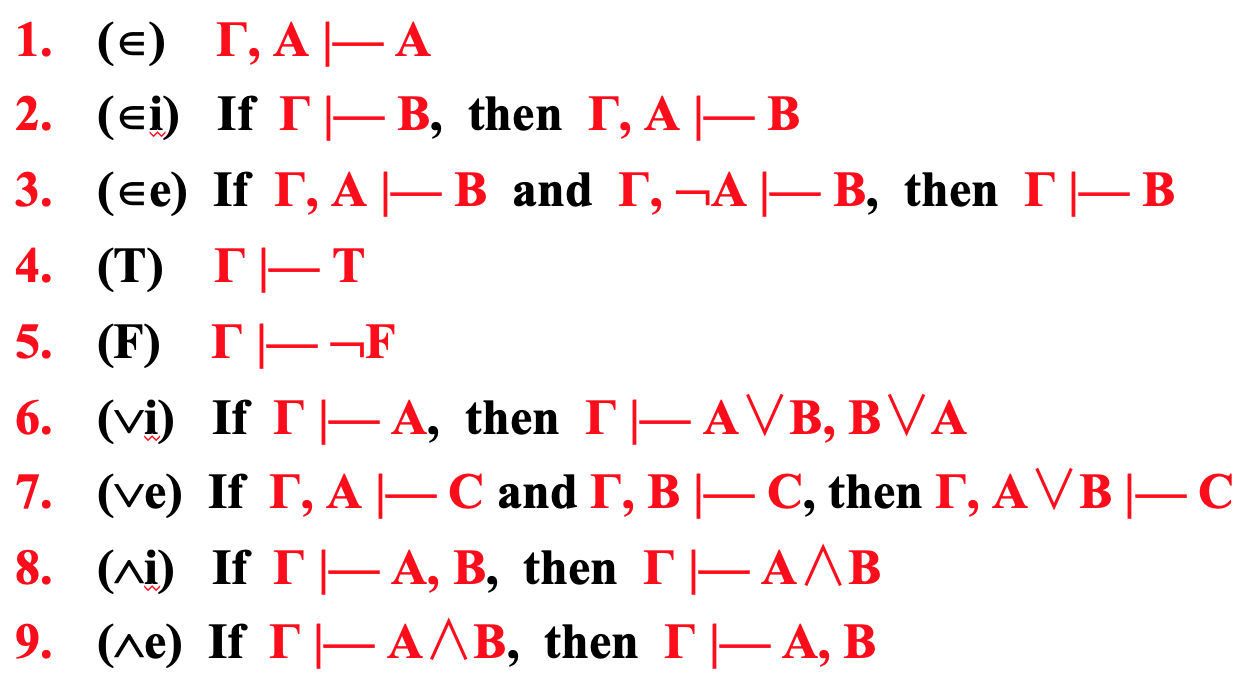 1. (∈) Γ, A |— A
2. (∈i) If Γ |— B, then Γ, A |— B
3. (∈e) If Γ, A |— B and Γ, ¬A |— B, then Γ |— B
4. (T) Γ |— T
5. (F) Γ |— ¬F
6. (∨i) If Γ |— A, then Γ |— A∨B, B∨A
7. (∨e) If Γ, A |— C and Γ, B |— C, then Γ, A∨B |— C
8. (∧i) If Γ |— A, B, then Γ |— A∧B
9. (∧e) If Γ |— A∧B, then Γ |— A, B